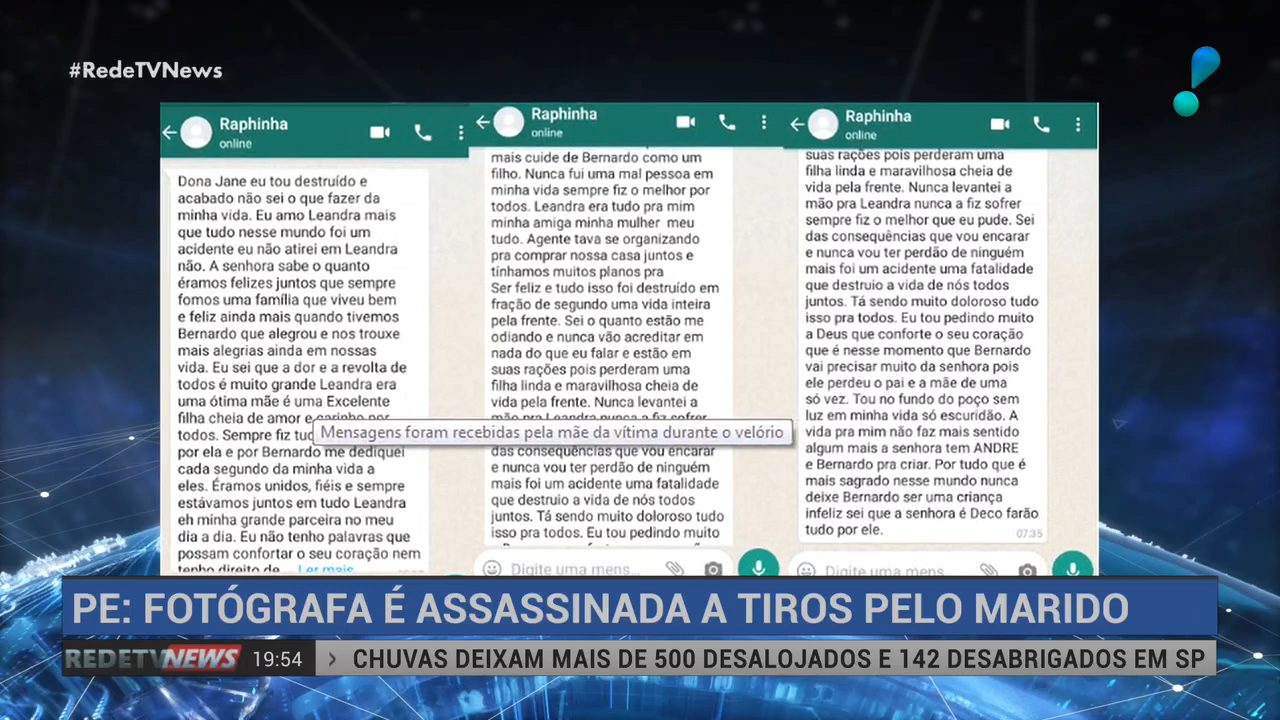 #RedeTVNews
Raphinha
online
Dona Jane eu tou destruído e
acabado não sei o que fazer da
minha vida. Eu amo Leandra mais
que tudo nesse mundo foi um
acidente eu não atirei em Leandra
não. A senhora sabe o quanto
éramos felizes juntos que sempre
fomos uma família que viveu bem
e feliz ainda mais quando tivemos
Bernardo que alegrou e nos trouxe
mais alegrias ainda em nossas
vida. Eu sei que a dor e a revolta de
todos é muito grande Leandra era
uma ótima mãe é uma Excelente
filha cheia de amor e carinho por
todos. Sempre fiz tud
por ela e por Bernardo me dediquei
cada segundo da minha vida a
eles. Éramos unidos, fiéis e sempre
estávamos juntos em tudo Leandra
eh minha grande parceira no meu
dia a dia. Eu não tenho palavras que
possam confortar o seu coração nem
tenho direito de... Ler mais
Raphinha
online
mais cuide de Bernardo como um
filho. Nunca fui uma mal pessoa em
minha vida sempre fiz o melhor por
todos. Leandra era tudo pra mim
minha amiga minha mulher meu
tudo. Agente tava se organizando
pra comprar nossa casa juntos e
tínhamos muitos planos pra
Ser feliz e tudo isso foi destruído em
fração de segundo uma vida inteira
pela frente. Sei o quanto estão me
odiando e nunca vão acreditar em
nada do que eu falar e estão em
suas rações pois perderam uma
filha linda e maravilhosa cheia de
vida pela frente. Nunca levantei a
mão pra Leandra nunca a fiz sofrer
das consequências que vou encarar
e nunca vou ter perdão de ninguém
mais foi um acidente uma fatalidade
que destruio a vida de nós todos
juntos. Tá sendo muito doloroso tudo
isso pra todos. Eu tou pedindo muito
Digite uma mens...
Raphinha
online
suas rações pois perderam uma
filha linda e maravilhosa cheia de
vida pela frente. Nunca levantei a
mão pra Leandra nunca a fiz sofrer
sempre fiz o melhor que eu pude. Sei
das consequências que vou encarar
e nunca vou ter perdão de ninguém
mais foi um acidente uma fatalidade
que destruio a vida de nós todos
juntos. Tá sendo muito doloroso tudo
isso pra todos. Eu tou pedindo muito
a Deus que conforte o seu coração
que é nesse momento que Bernardo
vai precisar muito da senhora pois
ele perdeu o pai e a mãe de uma
só vez. Tou no fundo do poço sem
luz em minha vida só escuridão. A
vida pra mim não faz mais sentido
algum mais a senhora tem ANDRE
e Bernardo pra criar. Por tudo que é
mais sagrado nesse mundo nunca
deixe Bernardo ser uma criança
infeliz sei que a senhora é Deco farão
tudo por ele.
07:35
Digite uma mens
Mensagens foram recebidas pela mãe da vítima durante o velório
PE: FOTÓGRAFA É ASSASSINADA A TIROS PELO MARIDO
REDETVNEWS 19:54 › CHUVAS DEIXAM MAIS DE 500 DESALOJADOS E 142 DESABRIGADOS EM SP